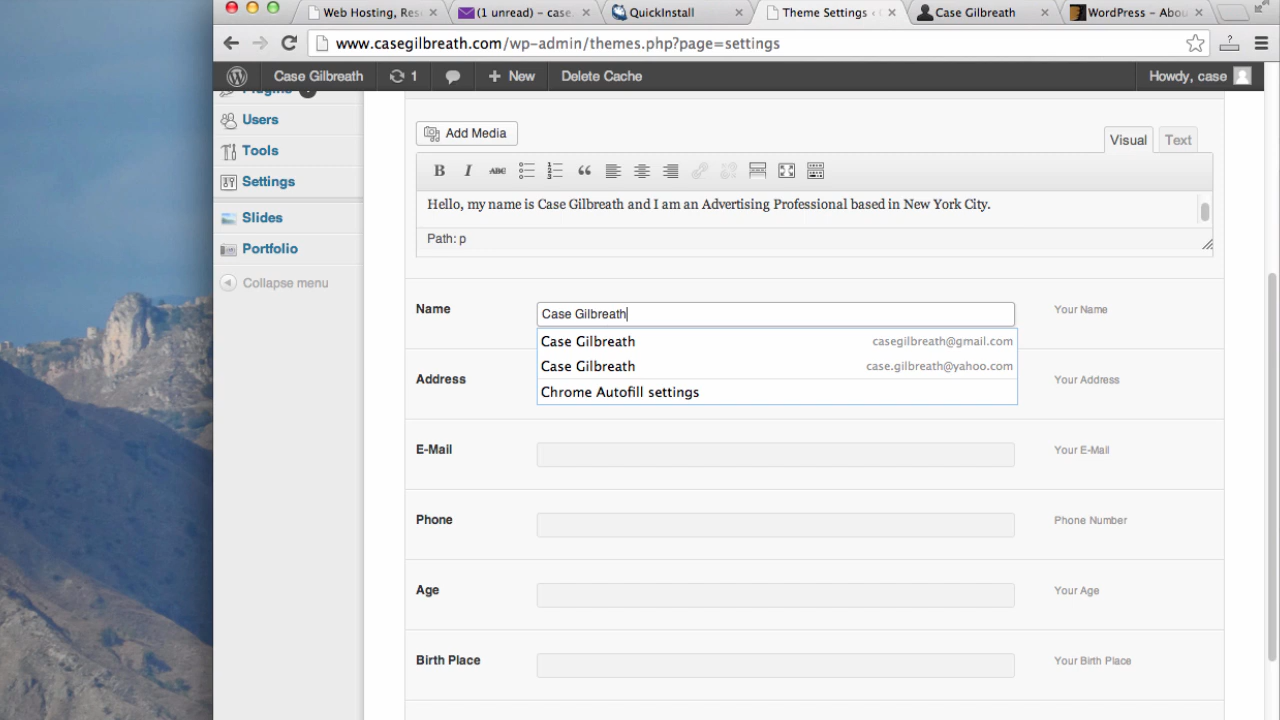 Web Hosting, Res
(1 unread) - case.
QuickInstall
Theme Settings ‹ C
Case Gilbreath
WordPress – Abou
www.casegilbreath.com/wp-admin/themes.php?page=settings
Case Gilbreath
1
New
Delete Cache
Howdy, case
Plugins
Users
Tools
Settings
Slides
Portfolio
Collapse menu
Add Media
Visual
Text
B
I
ABC
Hello, my name is Case Gilbreath and I am an Advertising Professional based in New York City.
Path: p
Name
Case Gilbreath
Your Name
Case Gilbreath
casegilbreath@gmail.com
Case Gilbreath
case.gilbreath@yahoo.com
Chrome Autofill settings
Address
Your Address
E-Mail
Your E-Mail
Phone
Phone Number
Age
Your Age
Birth Place
Your Birth Place